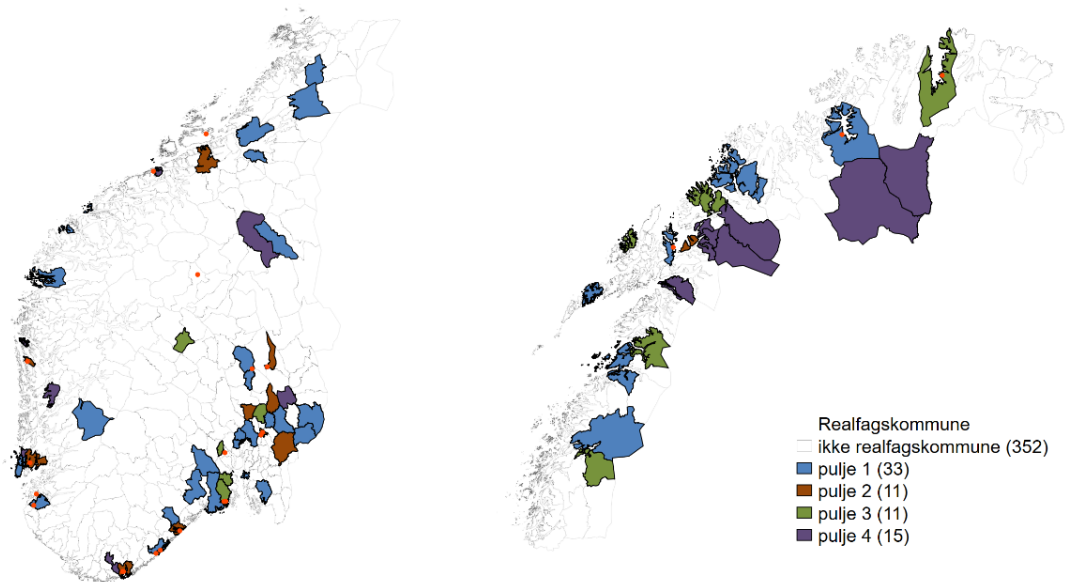 Realfagskommune
ikke realfagskommune (352)
pulje 1 (33)
pulje 2 (11)
pulje 3 (11)
pulje 4 (15)